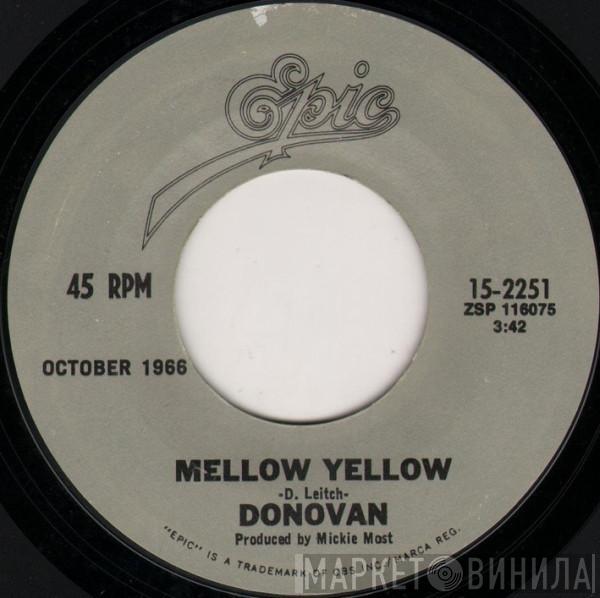 Epic
45 RPM
15-2251
ZSP 116075
3:42
OCTOBER 1966
MELLOW YELLOW
-D. Leitch-
DONOVAN
Produced by Mickie Most
"EPIC" IS A TRADEMARK OF CBS INC./MARCA REG.
МАРКЕТ ВИНИЛА